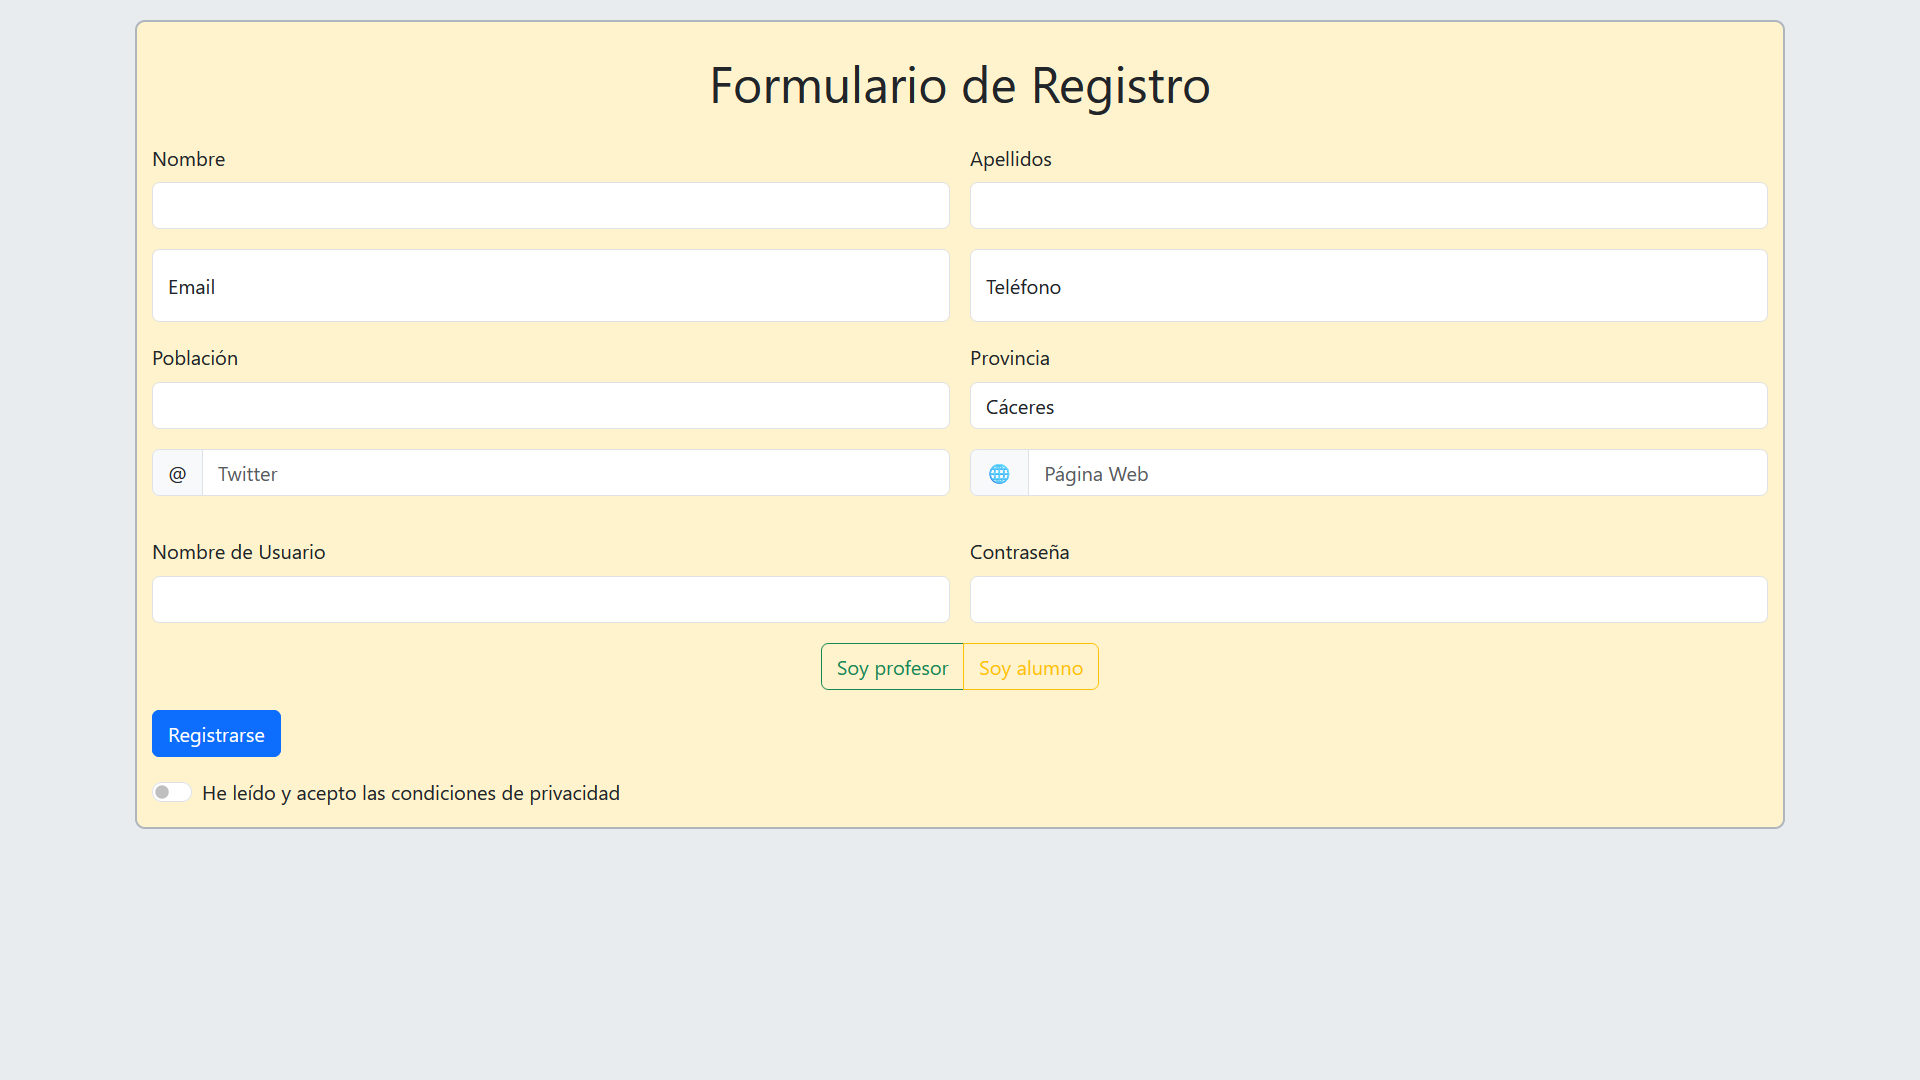 Formulario de Registro
Nombre
Apellidos
Email
Teléfono
Población
Provincia
Cáceres
@ Twitter
🌐 Página Web
Nombre de Usuario
Contraseña
Soy profesor
Soy alumno
Registrarse
He leído y acepto las condiciones de privacidad